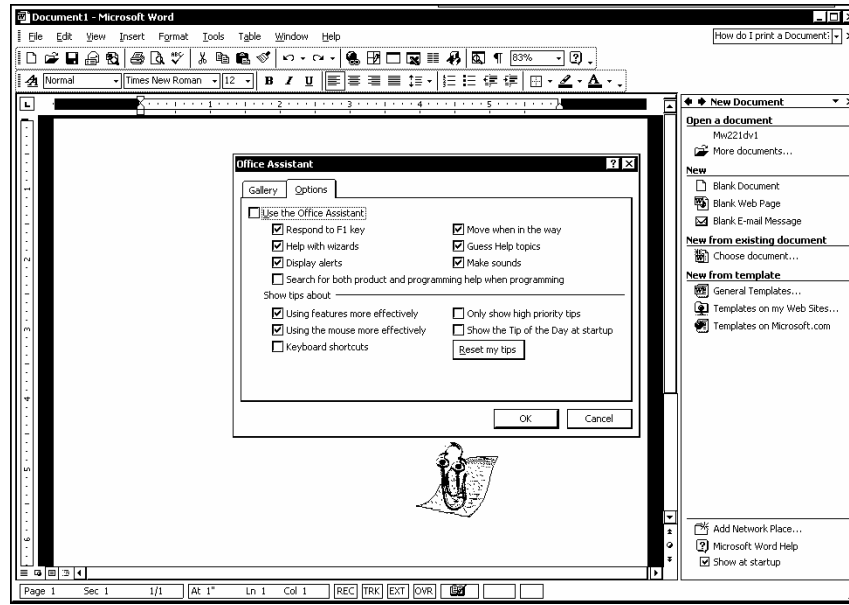 Document1 - Microsoft Word
File Edit View Insert Format Tools Table Window Help
How do I print a Document?
83%
Normal Times New Roman 12 B I U A
1 2 3 4 5
New Document
Open a document
Mw221dv1
More documents...
New
Blank Document
Blank Web Page
Blank E-mail Message
New from existing document
Choose document...
New from template
General Templates...
Templates on my Web Sites...
Templates on Microsoft.com
Add Network Place...
Microsoft Word Help
Show at startup
Office Assistant
Gallery Options
Use the Office Assistant
Respond to F1 key Move when in the way
Help with wizards Guess Help topics
Display alerts Make sounds
Search for both product and programming help when programming
Show tips about
Using features more effectively Only show high priority tips
Using the mouse more effectively Show the Tip of the Day at startup
Keyboard shortcuts Reset my tips
OK Cancel
Page 1 Sec 1 1/1 At 1" Ln 1 Col 1 REC TRK EXT OVR